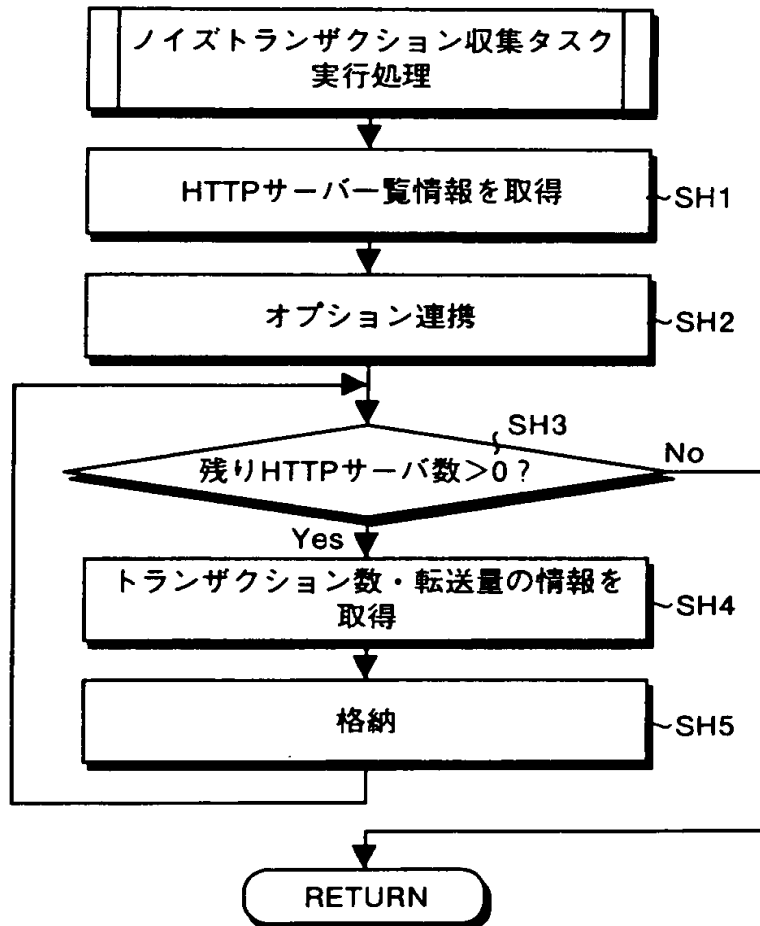 ノイズトランザクション収集タスク
実行処理
HTTPサーバ一覧情報を取得
SH1
オプション連携
SH2
SH3
残りHTTPサーバ数＞0？
No
Yes
トランザクション数・転送量の情報を
取得
SH4
格納
SH5
RETURN